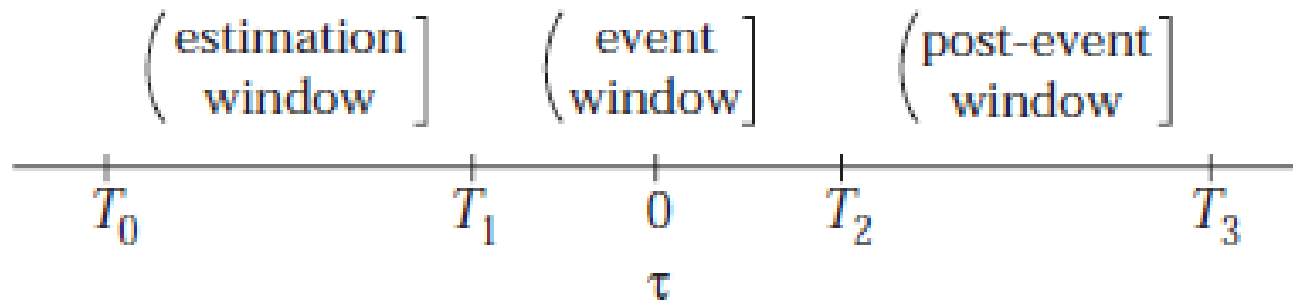 (estimation window]
(event window]
(post-event window]
T0 T1 0 T2 T3
τ